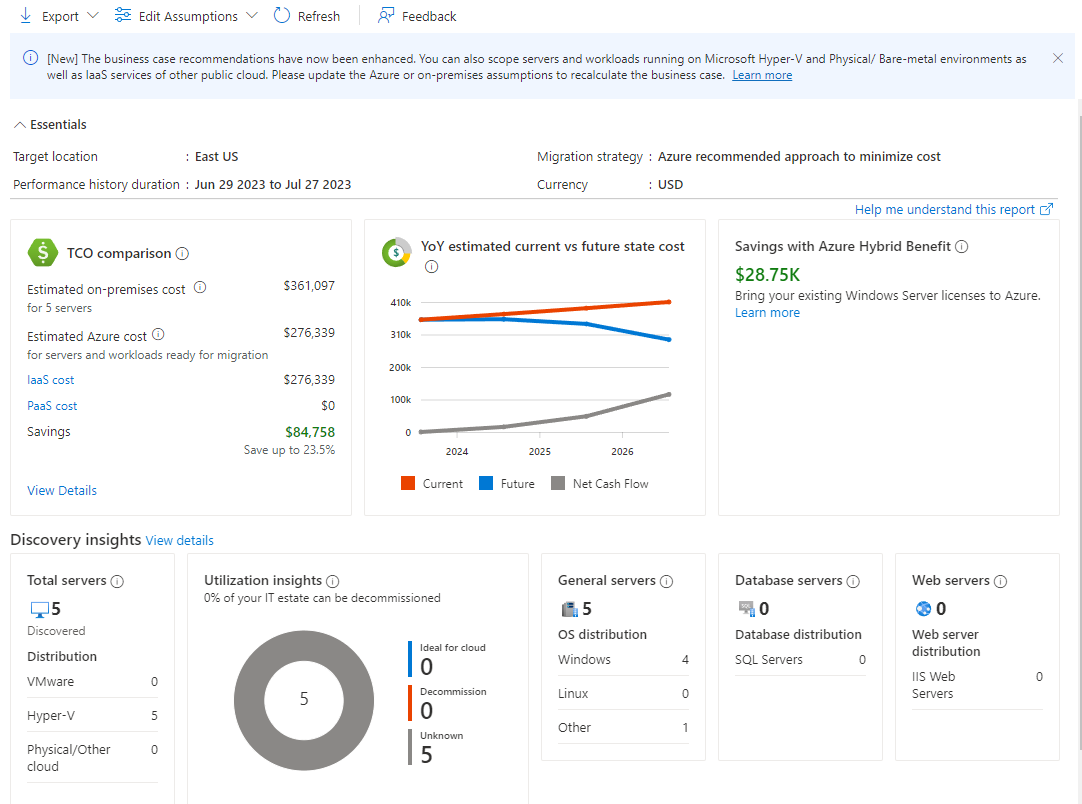 Export
Edit Assumptions
Refresh
Feedback
[New] The business case recommendations have now been enhanced. You can also scope servers and workloads running on Microsoft Hyper-V and Physical/ Bare-metal environments as
well as IaaS services of other public cloud. Please update the Azure or on-premises assumptions to recalculate the business case. Learn more
Essentials
Target location : East US
Migration strategy : Azure recommended approach to minimize cost
Performance history duration : Jun 29 2023 to Jul 27 2023
Currency : USD
Help me understand this report
TCO comparison
Estimated on-premises cost $361,097
for 5 servers
Estimated Azure cost $276,339
for servers and workloads ready for migration
IaaS cost $276,339
PaaS cost $0
Savings $84,758
Save up to 23.5%
View Details
YoY estimated current vs future state cost
410k
310k
200k
100k
0
2024 2025 2026
Current Future Net Cash Flow
Savings with Azure Hybrid Benefit
$28.75K
Bring your existing Windows Server licenses to Azure.
Learn more
Discovery insights View details
Total servers
5
Discovered
Distribution
VMware 0
Hyper-V 5
Physical/Other 0
cloud
Utilization insights
0% of your IT estate can be decommissioned
5
Ideal for cloud
0
Decommission
0
Unknown
5
General servers
5
OS distribution
Windows 4
Linux 0
Other 1
Database servers
SQL
0
Database distribution
SQL Servers 0
Web servers
0
Web server
distribution
IIS Web 0
Servers